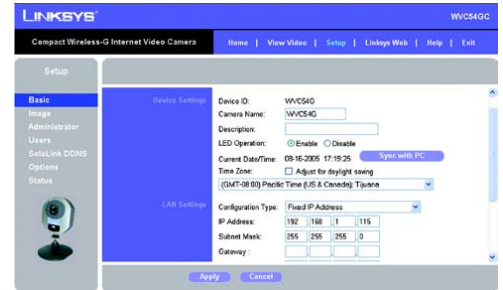 LINKSYS®
WVC54GC
Compact Wireless-G Internet Video Camera
Home | View Video | Setup | Linksys Web | Help | Exit
Setup
Basic
Image
Administrator
Users
SoloLink DDNS
Options
Status
Device Settings
Device ID: WVC54G
Camera Name: WVC54G
Description:
LED Operation: Enable Disable
Current Date/Time: 08-16-2005 17:19:25 Sync with PC
Time Zone: Adjust for daylight saving
(GMT-08:00) Pacific Time (US & Canada); Tijuana
LAN Settings
Configuration Type: Fixed IP Address
IP Address: 192 168 1 115
Subnet Mask: 255 255 255 0
Gateway :
Apply Cancel